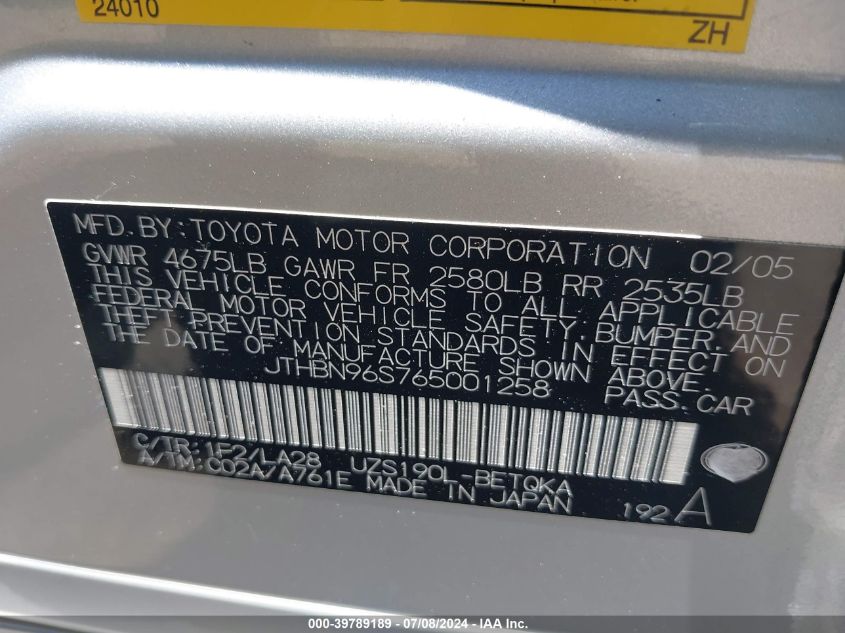 24010
ZH
MFD.BY:TOYOTA MOTOR CORPORATION 02/05
GVWR 4675LB GAWR FR 2580LB RR 2535LB
THIS VEHICLE CONFORMS TO ALL APPLICABLE
FEDERAL MOTOR VEHICLE SAFETY,BUMPER,AND
THEFT PREVENTION STANDARDS IN EFFECT ON
THE DATE OF MANUFACTURE SHOWN ABOVE.
JTHBN96S765001258 PASS.CAR
C/TR:1F2/LA28 UZS190L-BETQKA
A/TM:C02A/A761E MADE IN JAPAN 192 A
000-39789189 - 07/08/2024 - IAA Inc.